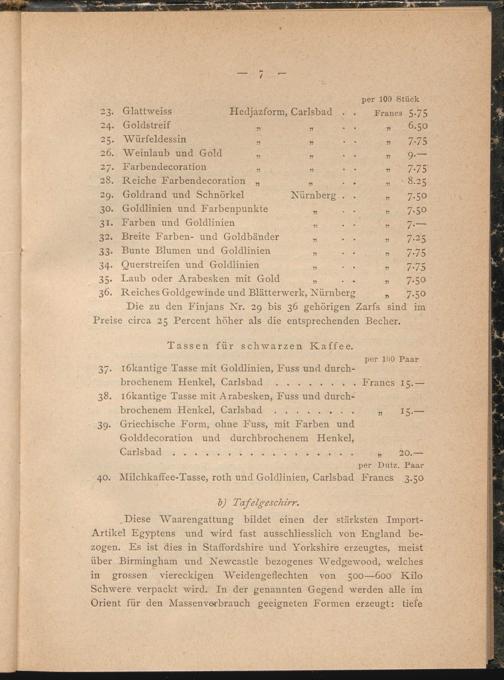 — 7 —
per 100 Stück
23. Glattweiss Hedjazform, Carlsbad . . Francs 5.75
24. Goldstreif „ „ . . „ 6.50
25. Würfeldessin „ „ . . „ 7.75
26. Weinlaub und Gold „ „ . . „ 9.—
27. Farbendecoration „ „ . . „ 7.75
28. Reiche Farbendecoration „ „ . . „ 8.25
29. Goldrand und Schnörkel Nürnberg . . „ 7.50
30. Goldlinien und Farbenpunkte „ . . „ 7.50
31. Farben und Goldlinien „ . . „ 7.—
32. Breite Farben- und Goldbänder „ . . „ 7.25
33. Bunte Blumen und Goldlinien „ . . „ 7.75
34. Querstreifen und Goldlinien „ . . „ 7.75
35. Laub oder Arabesken mit Gold „ . . „ 7.50
36. Reiches Goldgewinde und Blätterwerk, Nürnberg „ 7.50
Die zu den Finjans Nr. 29 bis 36 gehörigen Zarfs sind im
Preise circa 25 Percent höher als die entsprechenden Becher.
Tassen für schwarzen Kaffee.
per 100 Paar
37. 16kantige Tasse mit Goldlinien, Fuss und durch-
brochenem Henkel, Carlsbad . . . . . . . . Francs 15.—
38. 16kantige Tasse mit Arabesken, Fuss und durch-
brochenem Henkel, Carlsbad . . . . . . . . „ 15.—
39. Griechische Form, ohne Fuss, mit Farben und
Golddecoration und durchbrochenem Henkel,
Carlsbad . . . . . . . . . . . . . . . . . „ 20.—
per Dutz. Paar
40. Milchkaffee-Tasse, roth und Goldlinien, Carlsbad Francs 3.50
b) Tafelgeschirr.
Diese Waarengattung bildet einen der stärksten Import-
Artikel Egyptens und wird fast ausschliesslich von England be-
zogen. Es ist dies in Staffordshire und Yorkshire erzeugtes, meist
über Birmingham und Newcastle bezogenes Wedgewood, welches
in grossen viereckigen Weidengeflechten von 500—600 Kilo
Schwere verpackt wird. In der genannten Gegend werden alle im
Orient für den Massenverbrauch geeigneten Formen erzeugt: tiefe